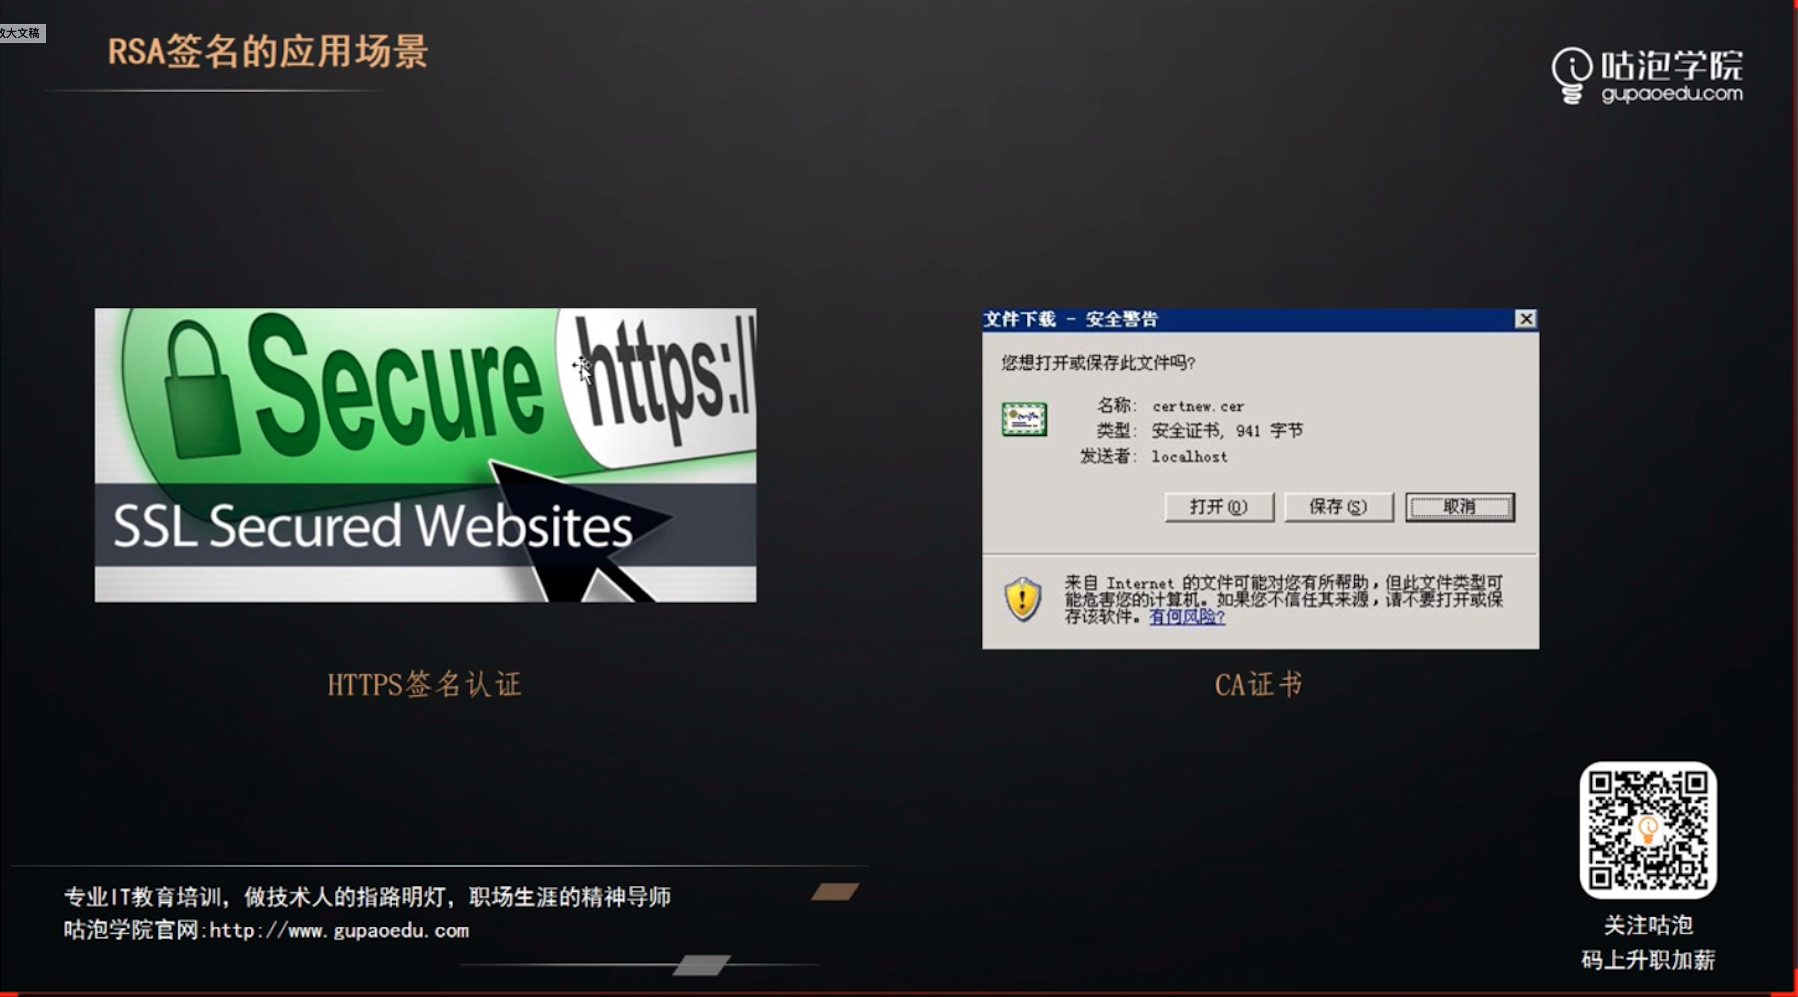 放大文稿
RSA签名的应用场景
咕泡学院
gupaoedu.com
Secure
https://
SSL Secured Websites
HTTPS签名认证
文件下载 - 安全警告
您想打开或保存此文件吗?
名称: certnew.cer
类型: 安全证书, 941 字节
发送者: localhost
打开(O)
保存(S)
取消
来自 Internet 的文件可能对您有所帮助,但此文件类型可
能危害您的计算机。如果您不信任其来源,请不要打开或保
存该软件。有何风险?
CA证书
专业IT教育培训,做技术人的指路明灯,职场生涯的精神导师
咕泡学院官网:http://www.gupaoedu.com
关注咕泡
码上升职加薪